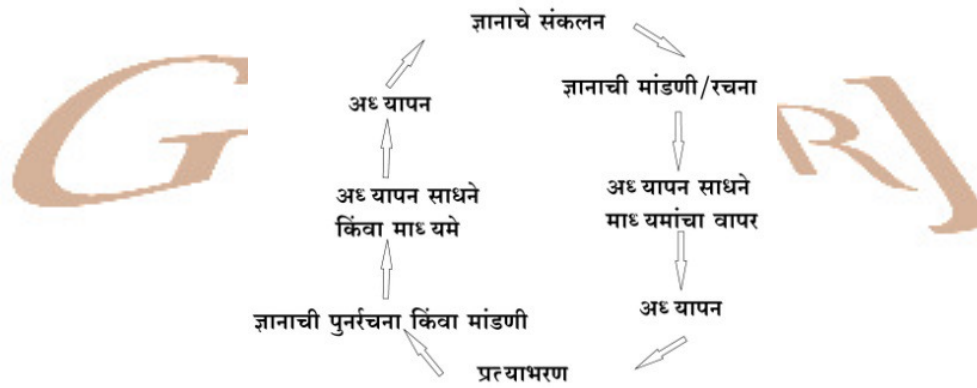 ज्ञानाचे संकलन
ज्ञानाची मांडणी/रचना
अध्यापन साधने
माध्यमांचा वापर
अध्यापन
प्रत्याभरण
ज्ञानाची पुनर्रचना किंवा मांडणी
अध्यापन साधने
किंवा माध्यमे
अध्यापन
G RJ